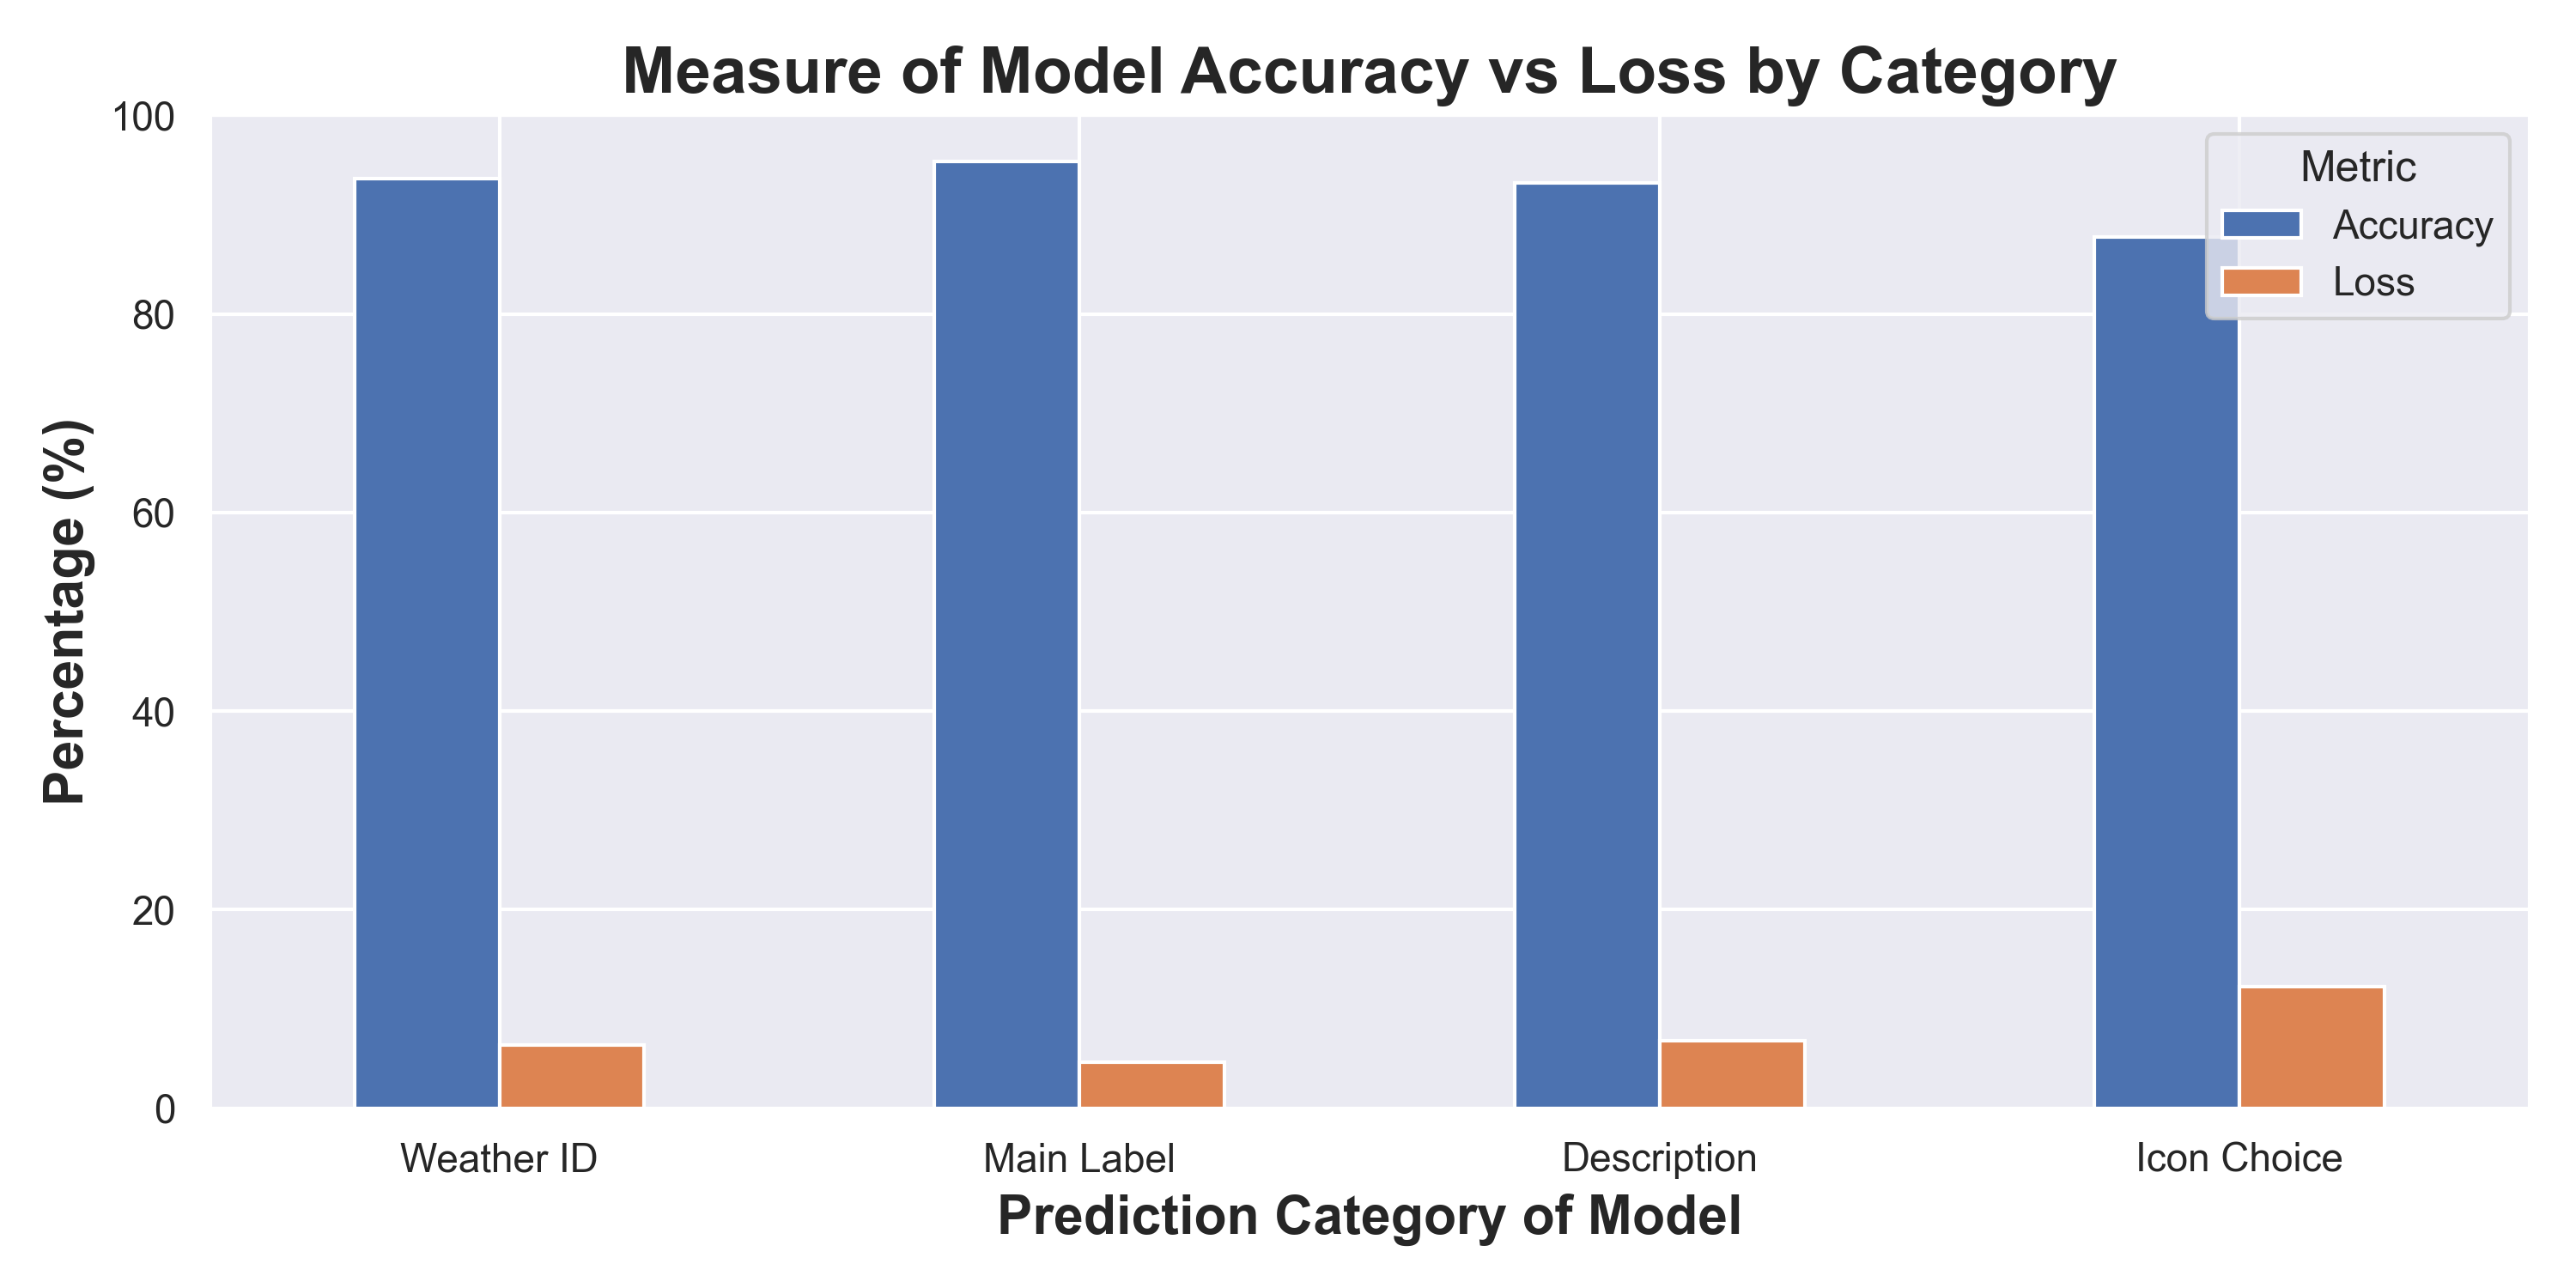 Measure of Model Accuracy vs Loss by Category
Percentage (%)
100
80
60
40
20
0
Metric
Accuracy
Loss
Weather ID
Main Label
Description
Icon Choice
Prediction Category of Model